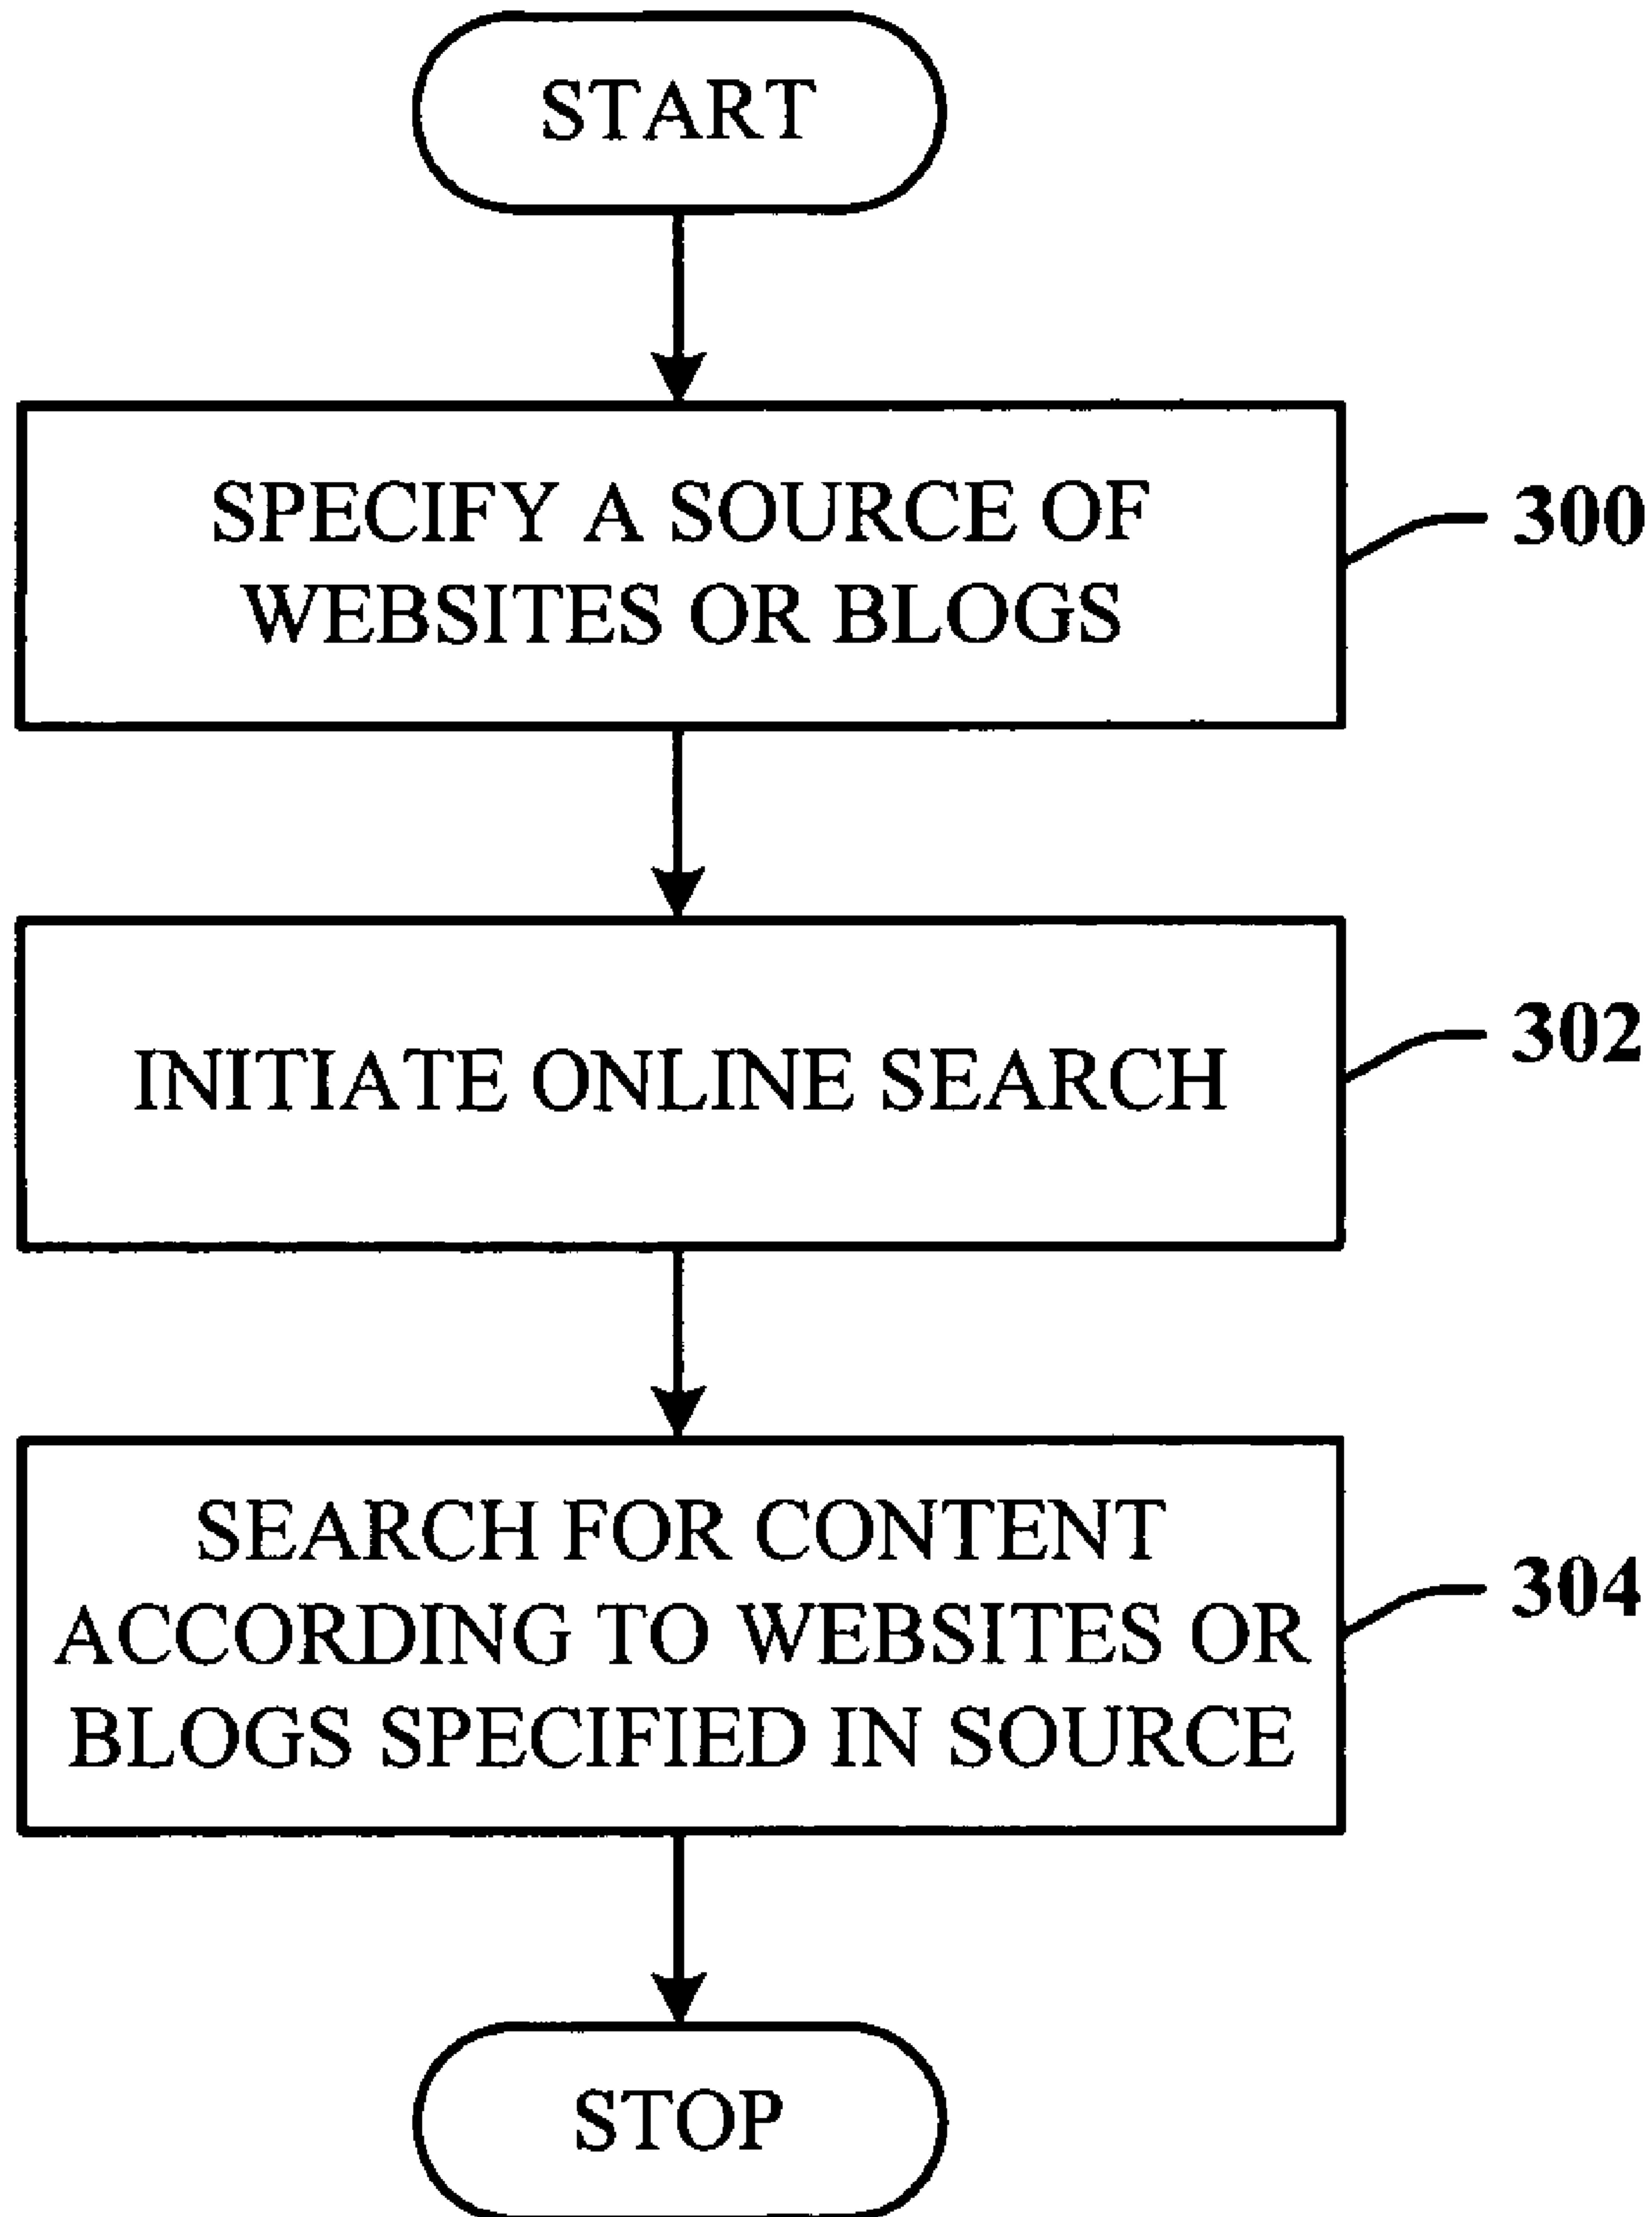 START
SPECIFY A SOURCE OF
WEBSITES OR BLOGS
300
INITIATE ONLINE SEARCH
302
SEARCH FOR CONTENT
ACCORDING TO WEBSITES OR
BLOGS SPECIFIED IN SOURCE
304
STOP